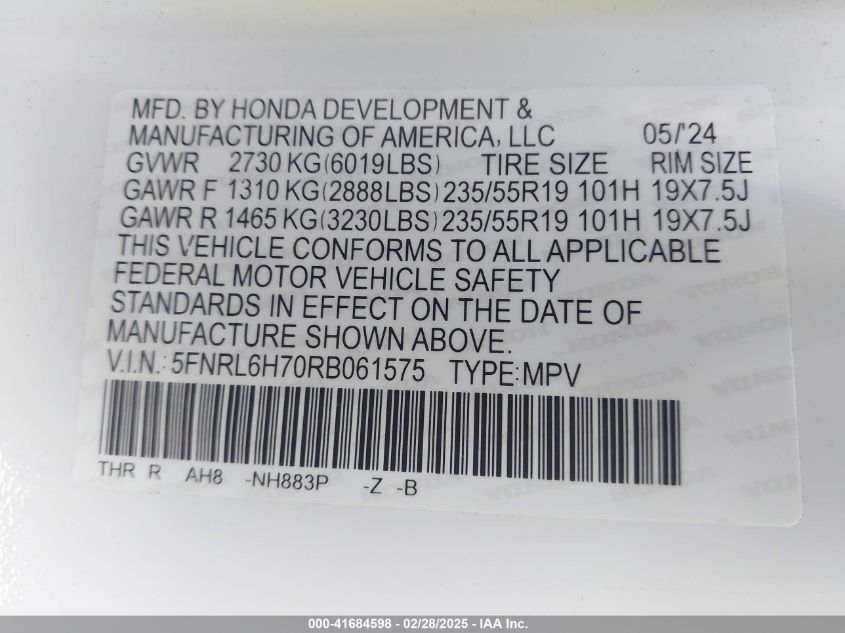 MFD. BY HONDA DEVELOPMENT &
MANUFACTURING OF AMERICA, LLC 05/'24
GVWR 2730 KG(6019LBS) TIRE SIZE RIM SIZE
GAWR F 1310 KG(2888LBS) 235/55R19 101H 19X7.5J
GAWR R 1465 KG(3230LBS) 235/55R19 101H 19X7.5J
THIS VEHICLE CONFORMS TO ALL APPLICABLE
FEDERAL MOTOR VEHICLE SAFETY
STANDARDS IN EFFECT ON THE DATE OF
MANUFACTURE SHOWN ABOVE.
V.I.N.: 5FNRL6H70RB061575 TYPE:MPV
THR R AH8 -NH883P -Z -B
000-41684598 - 02/28/2025 - IAA Inc.